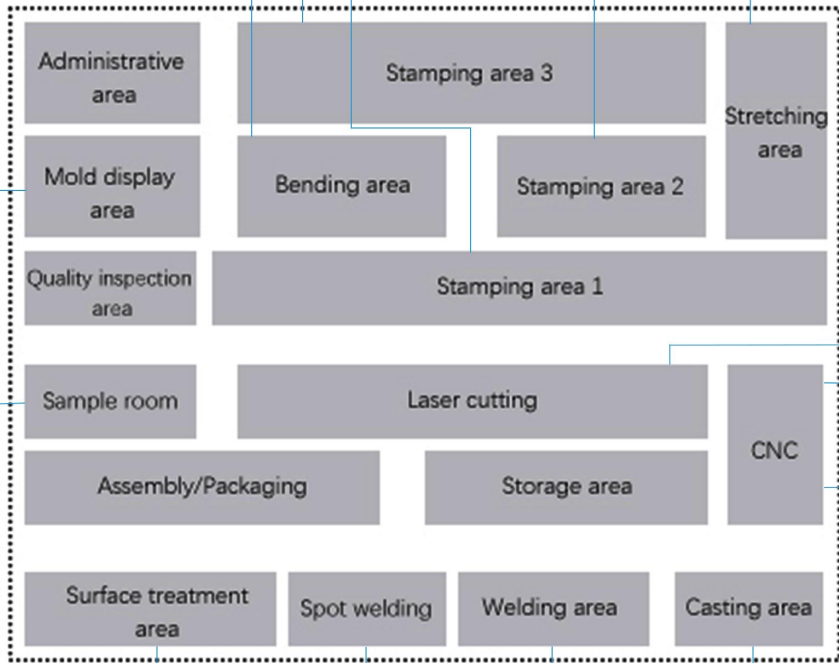 Administrative
area
Stamping area 3
Stretching
area
Mold display
area
Bending area
Stamping area 2
Quality inspection
area
Stamping area 1
Sample room
Laser cutting
CNC
Assembly/Packaging
Storage area
Surface treatment
area
Spot welding
Welding area
Casting area